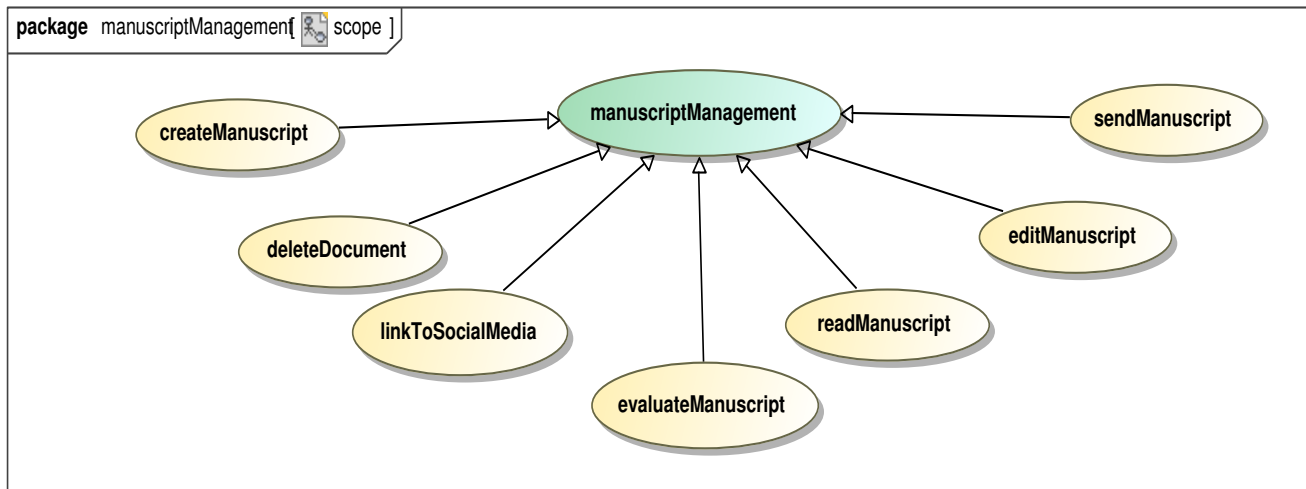 package manuscriptManagement[ scope ]
manuscriptManagement
sendManuscript
createManuscript
editManuscript
deleteDocument
readManuscript
linkToSocialMedia
evaluateManuscript